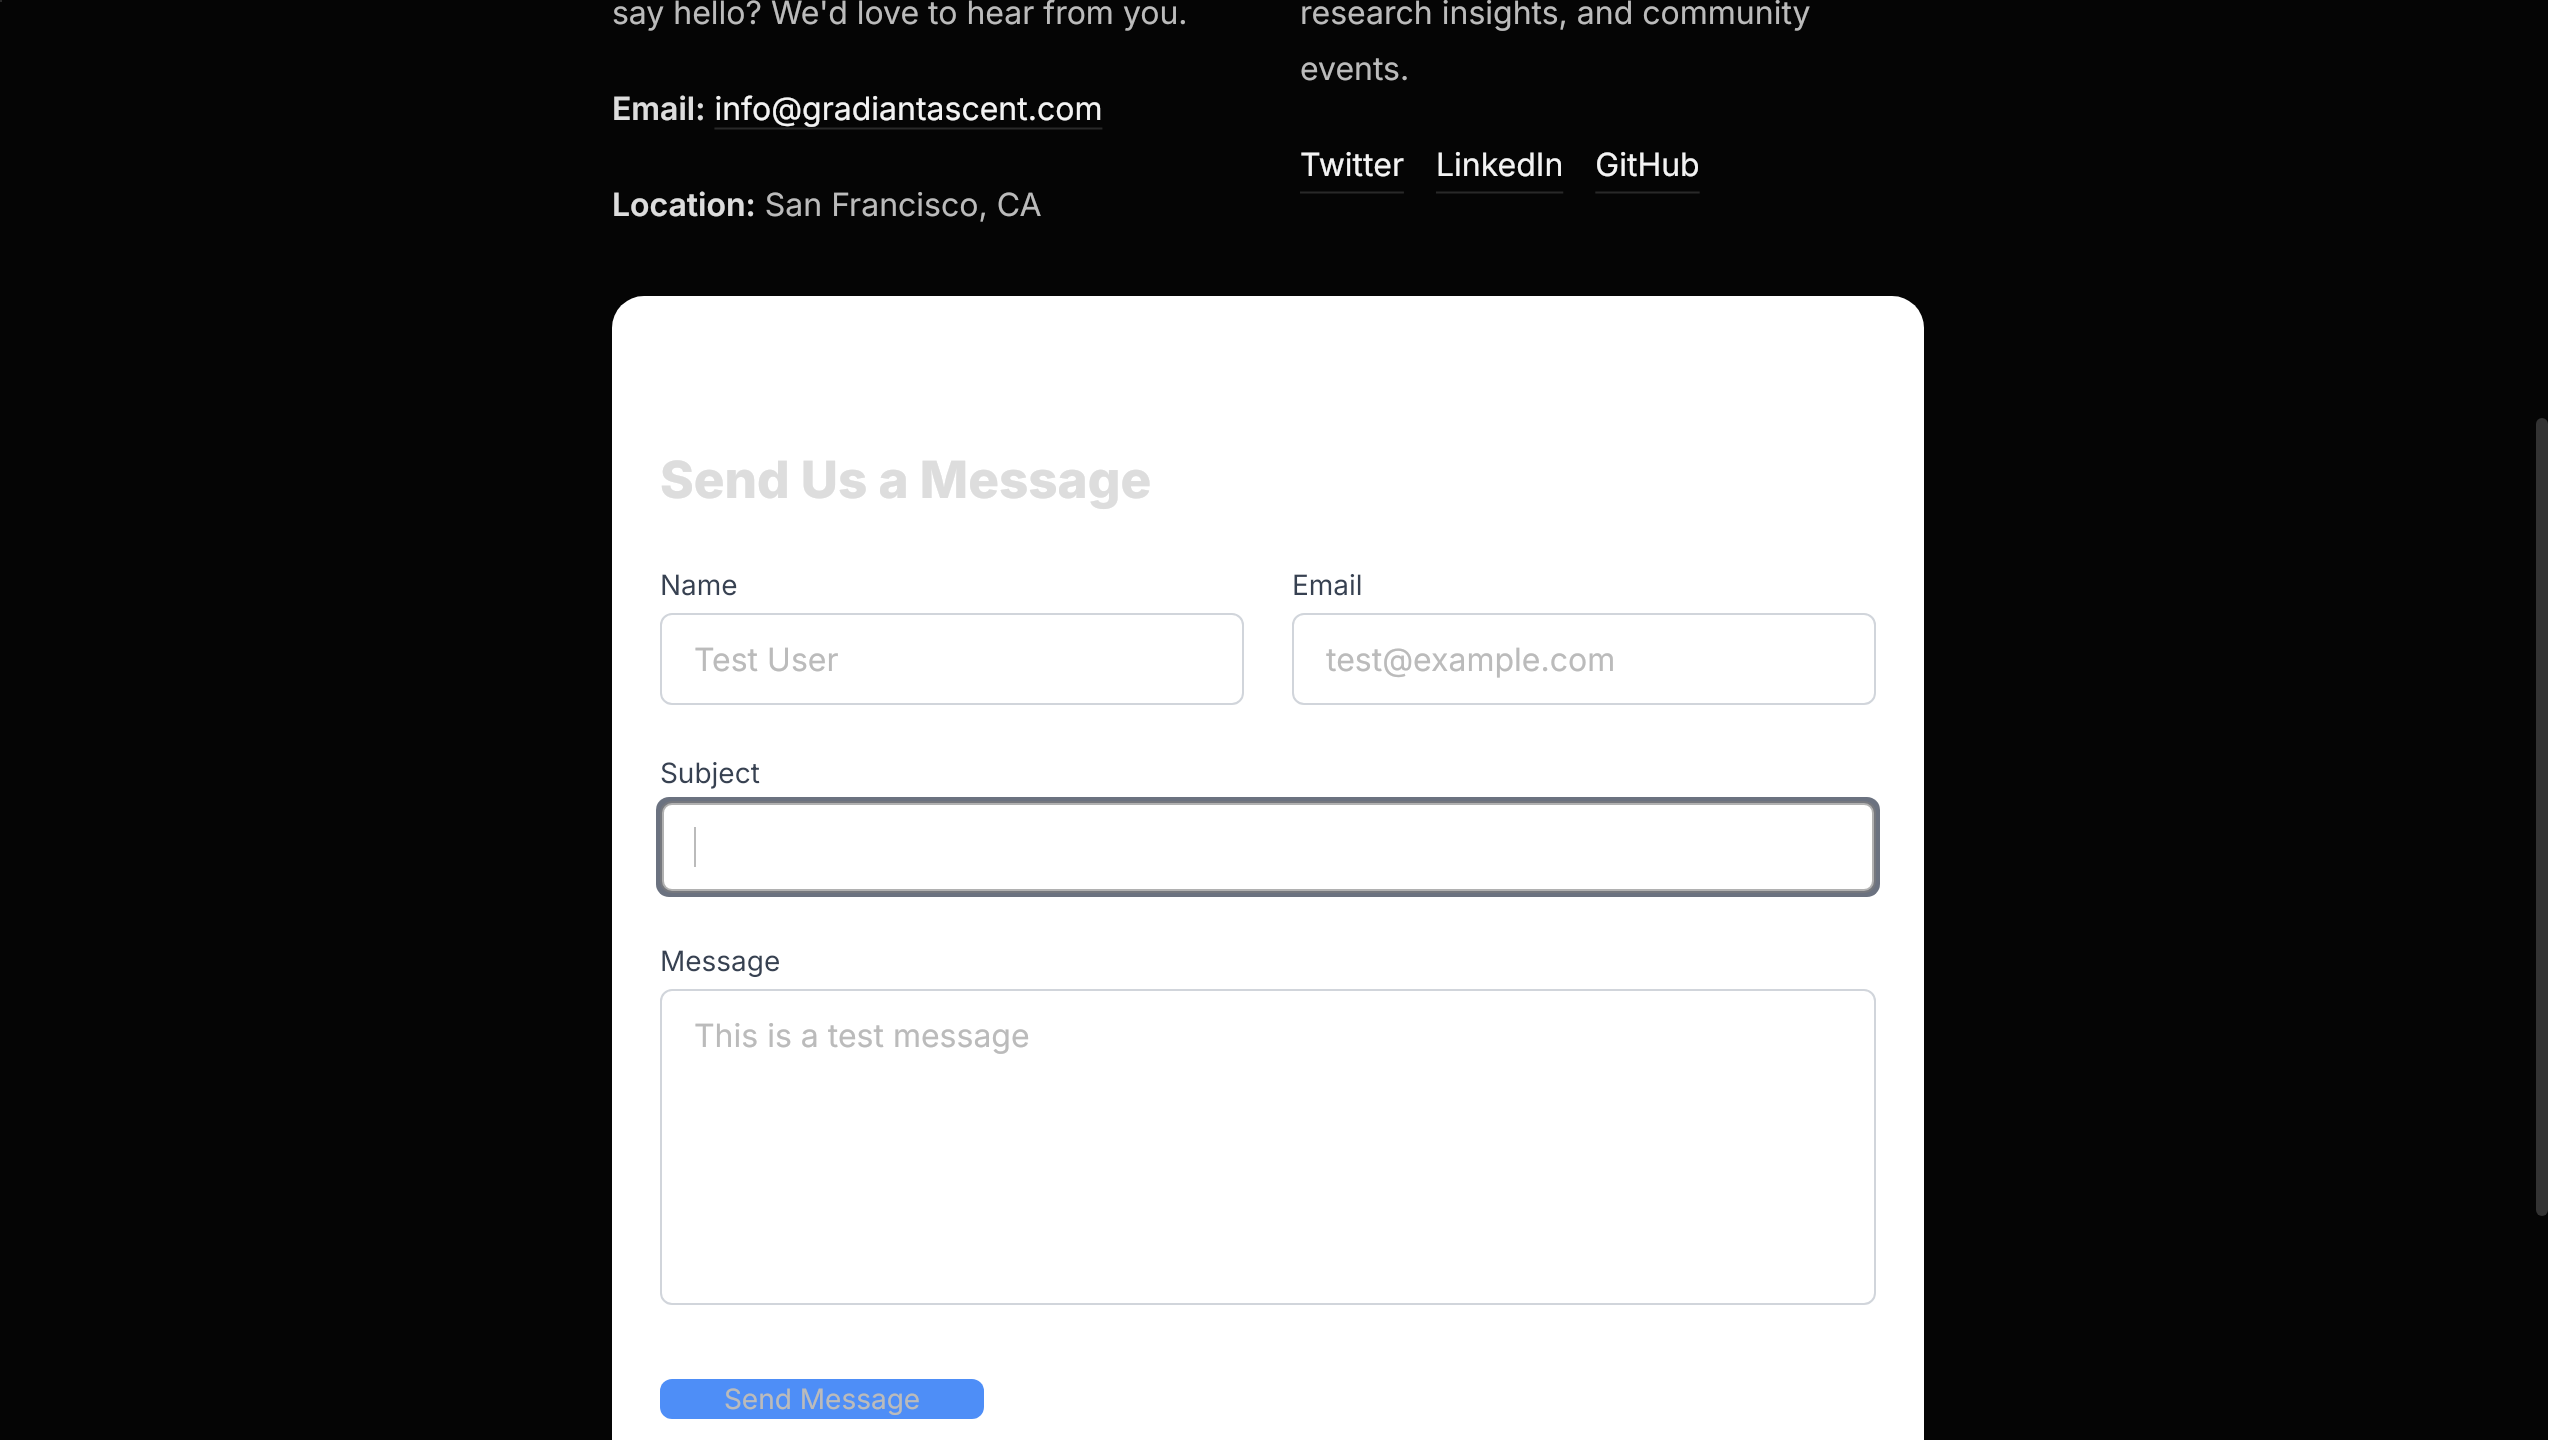 say hello? We'd love to hear from you.
Email: info@gradiantascent.com
Location: San Francisco, CA
research insights, and community
events.
Twitter LinkedIn GitHub
Send Us a Message
Name
Test User
Email
test@example.com
Subject
Message
This is a test message
Send Message